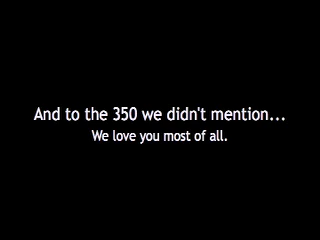 And to the 350 we didn't mention...
We love you most of all.